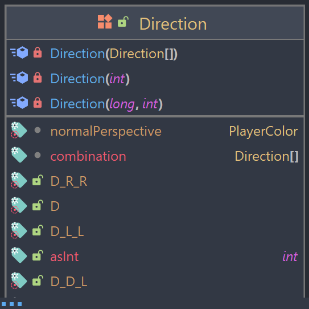 Direction
Direction(Direction[])
Direction(int)
Direction(long, int)
normalPerspective PlayerColor
combination Direction[]
D_R_R
D
D_L_L
asInt int
D_D_L